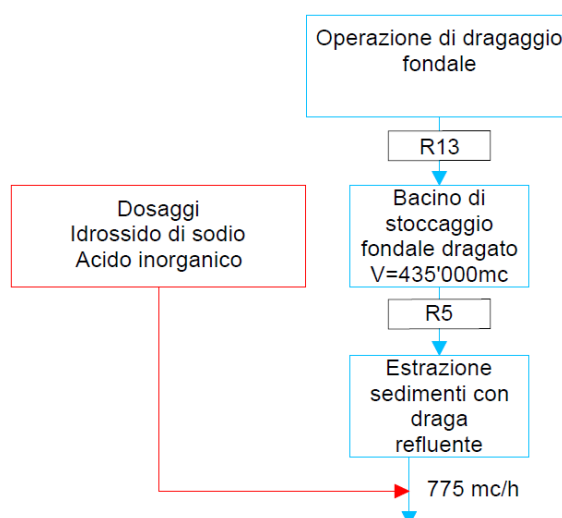 Operazione di dragaggio
fondale
R13
Dosaggi
Idrossido di sodio
Acido inorganico
Bacino di
stoccaggio
fondale dragato
V=435'000mc
R5
Estrazione
sedimenti con
draga
refluente
775 mc/h